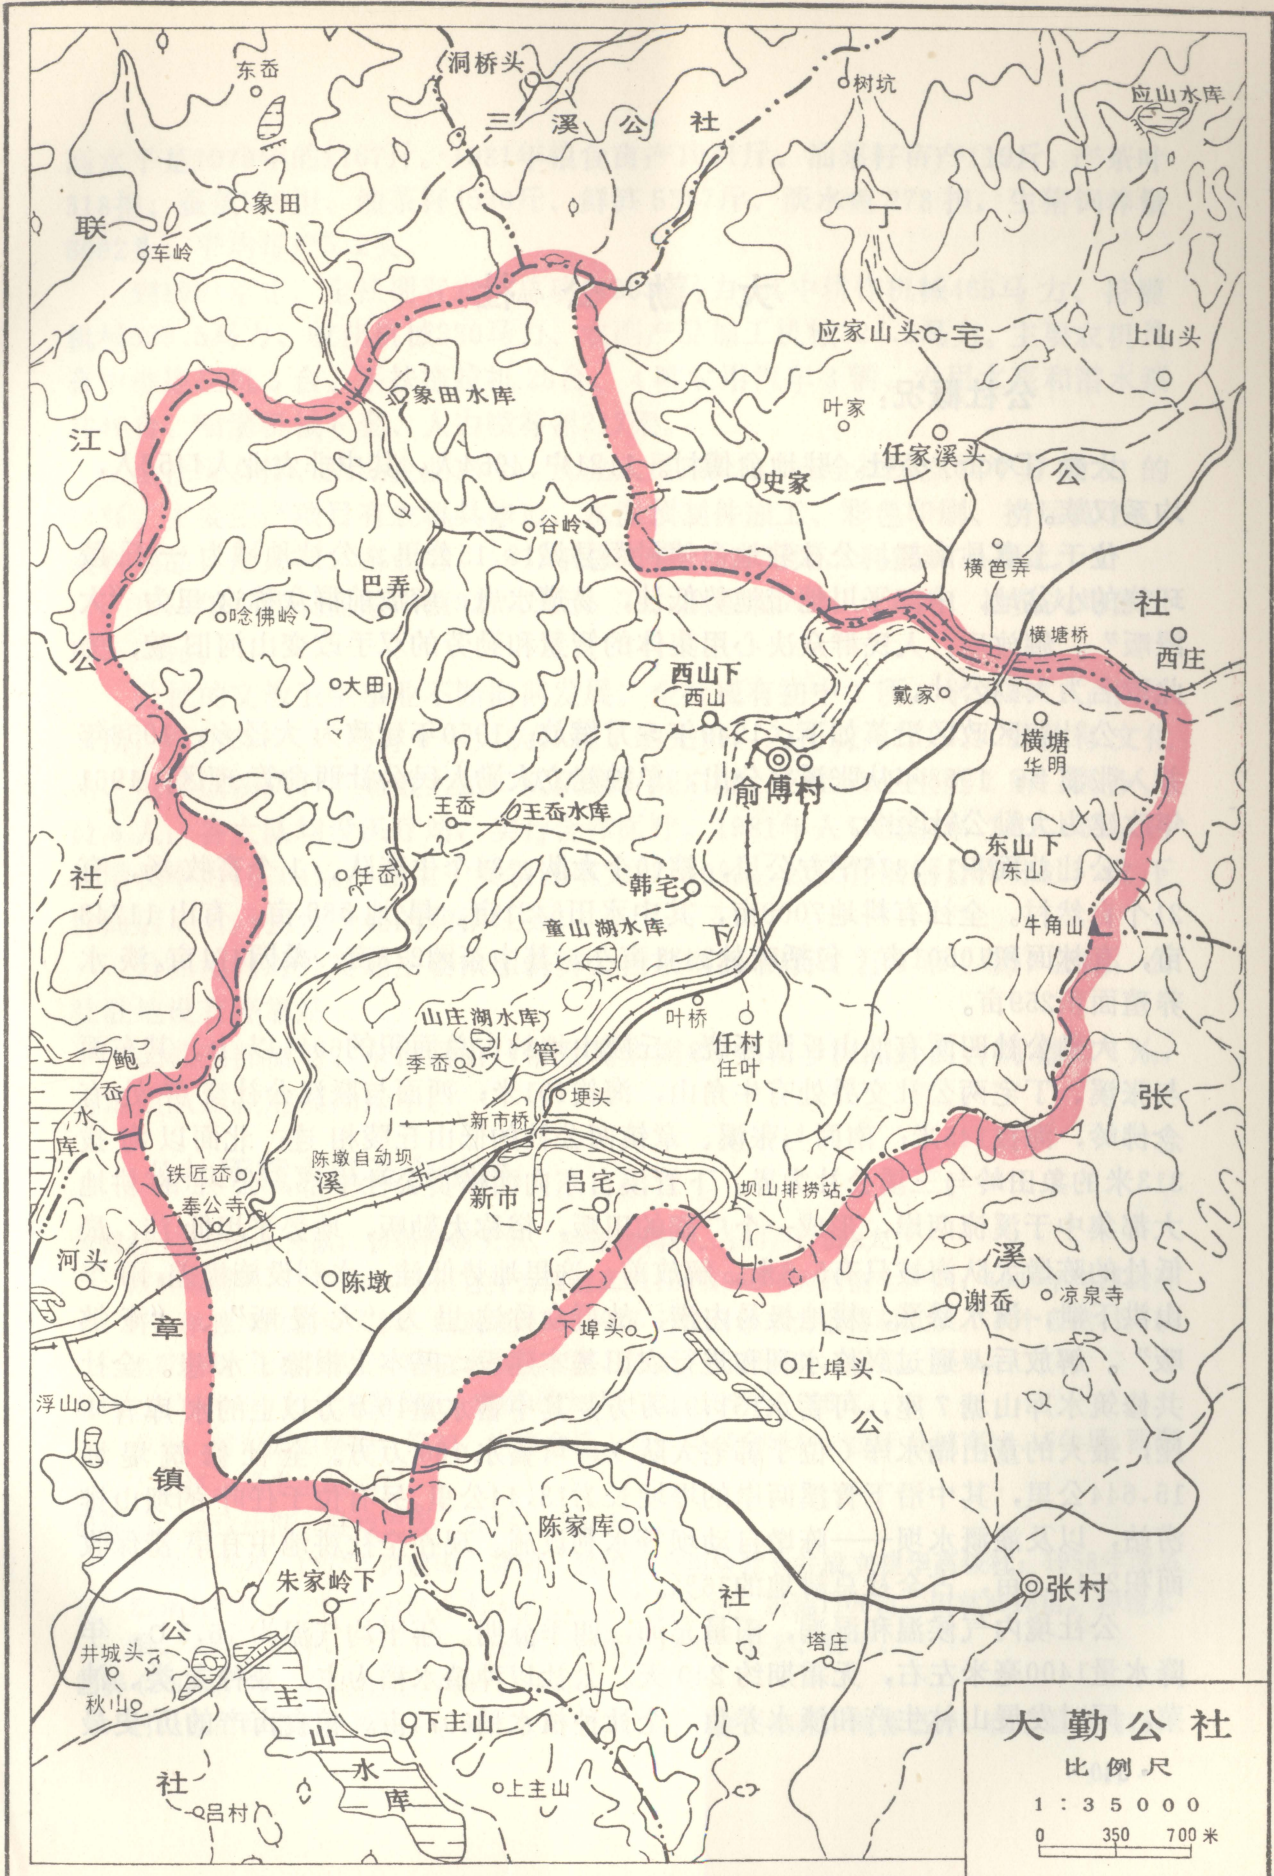 洞桥头
东岙
树坑
应山水库
三溪公社
象田
联
丁
车岭
应家山头
宅
上山头
象田水库
叶家
江
任家溪头
公
史家
谷岭
横笆弄
巴弄
唸佛岭
社
横塘桥
西庄
公
西山下
西山
大田
戴家
横塘
华明
俞傅村
王岙
王岙水库
东山下
东山
社
任岙
韩宅
童山湖水库
下
牛角山
山庄湖水库
叶桥
任村
任叶
季岙
管
鲍岙水库
埂头
张
新市桥
陈墩自动坝
铁匠岙
溪
新市
吕宅
坝山排捞站
奉公寺
河头
陈墩
溪
谢岙
凉泉寺
下埠头
章
上埠头
浮山
公
镇
陈家库
朱家岭下
张村
社
公
塔庄
井城头
秋山
主山水库
下主山
社
上主山
吕村
大勤公社
比例尺
1:35000
0 350 700米